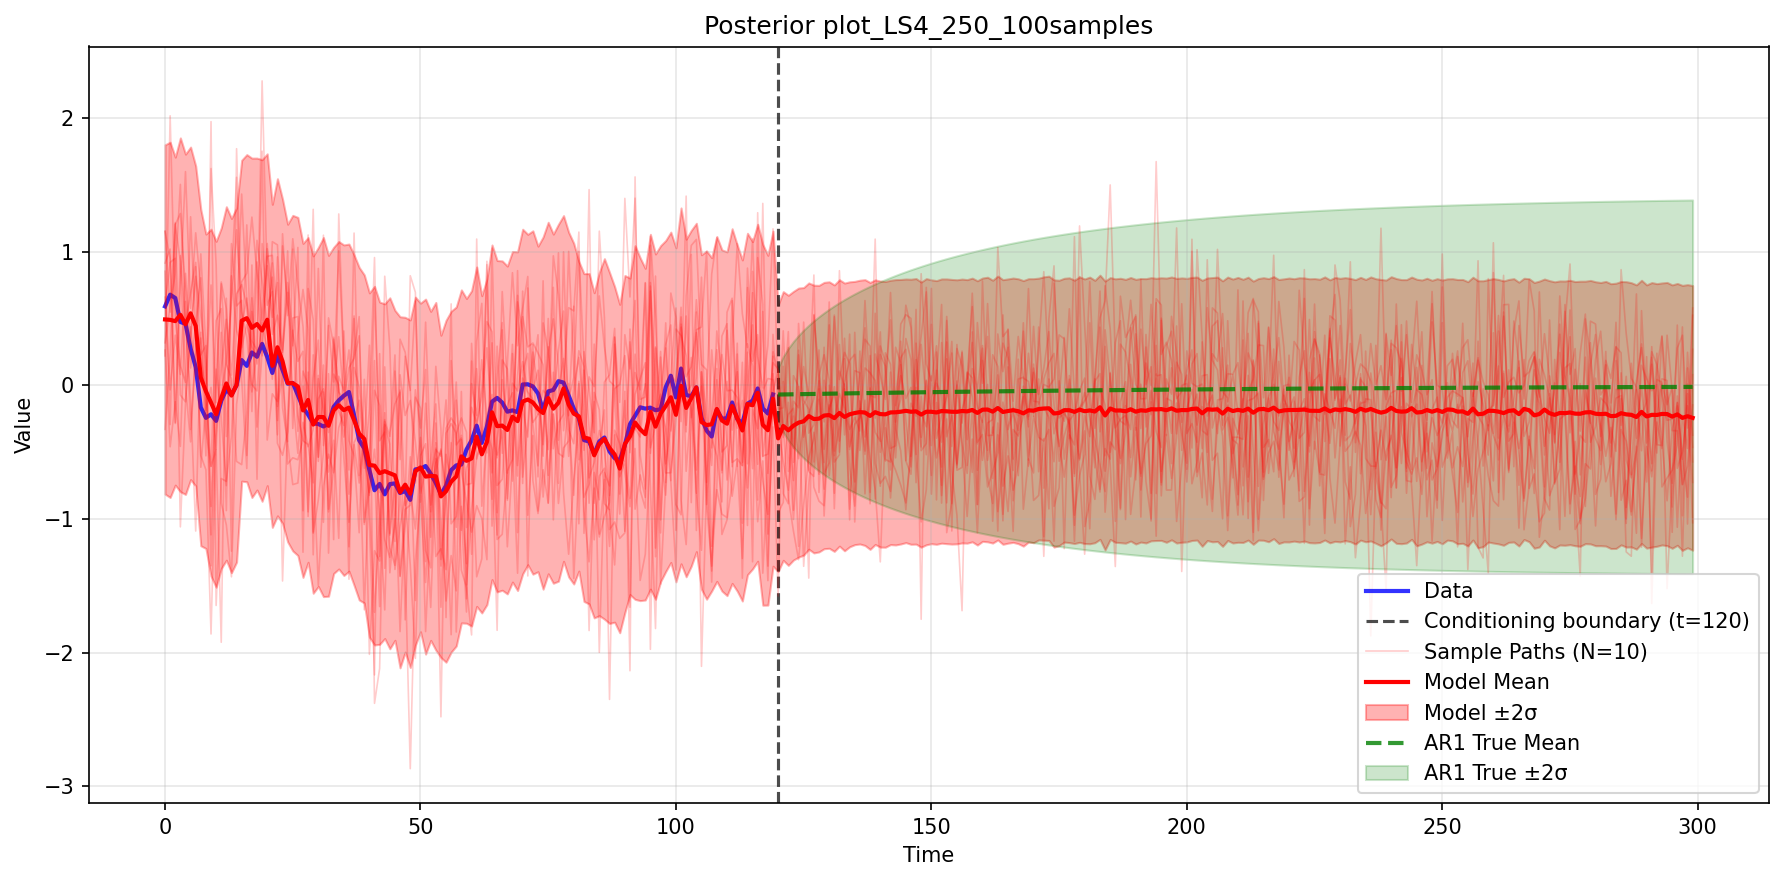 Posterior plot_LS4_250_100samples
Value
2
1
0
−1
−2
−3
0
50
100
150
200
250
300
Time
Data
Conditioning boundary (t=120)
Sample Paths (N=10)
Model Mean
Model ±2σ
AR1 True Mean
AR1 True ±2σ